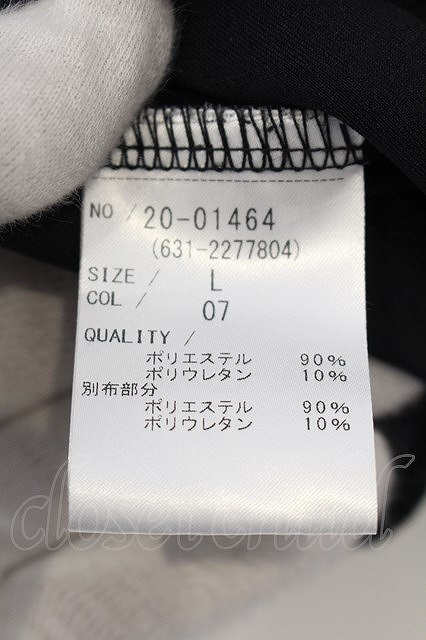 NO / 20-01464
(631-2277804)
SIZE / L
COL / 07
QUALITY /
ポリエステル 90%
ポリウレタン 10%
別布部分
ポリエステル 90%
ポリウレタン 10%
closet child